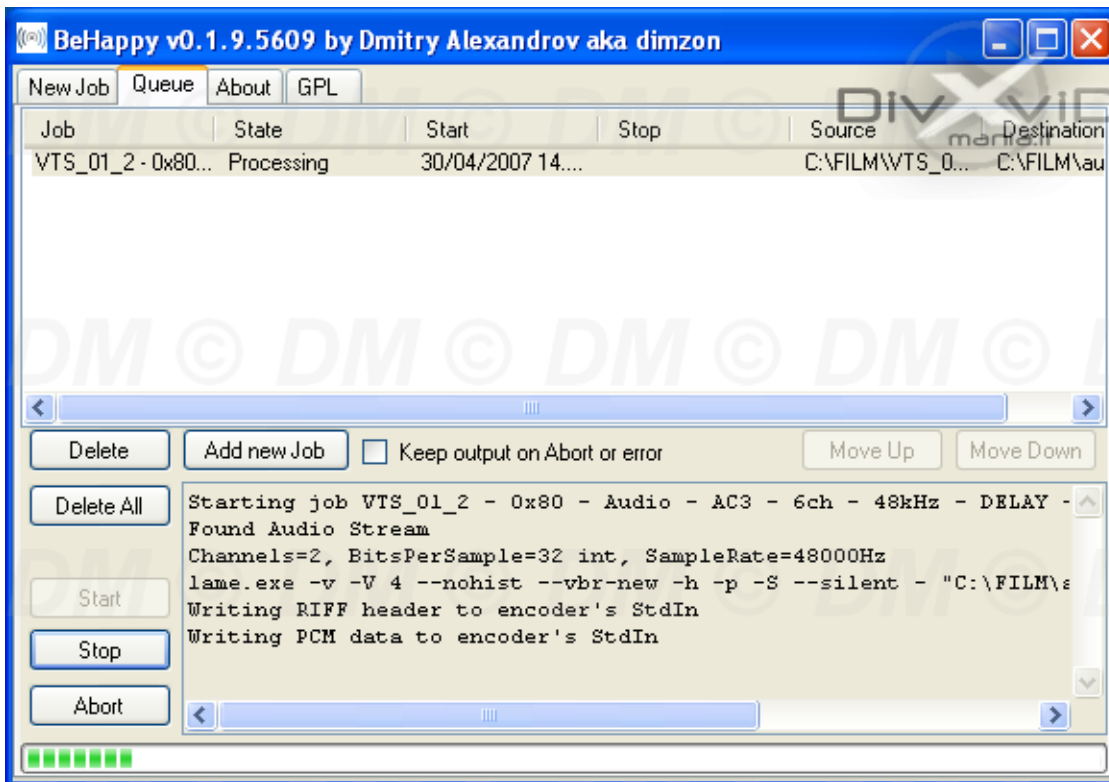 BeHappy v0.1.9.5609 by Dmitry Alexandrov aka dimzon
New Job Queue About GPL
DivXviD
mania.it
Job State Start Stop Source Destination
VTS_01_2 - 0x80... Processing 30/04/2007 14.... C:\FILM\VTS_0... C:\FILM\au
DM © DM © DM © DM ©
Delete Add new Job Keep output on Abort or error Move Up Move Down
Delete All
Start
Stop
Abort
Starting job VTS_01_2 - 0x80 - Audio - AC3 - 6ch - 48kHz - DELAY -
Found Audio Stream
Channels=2, BitsPerSample=32 int, SampleRate=48000Hz
lame.exe -v -V 4 --nohist --vbr-new -h -p -S --silent - "C:\FILM\a
Writing RIFF header to encoder's StdIn
Writing PCM data to encoder's StdIn